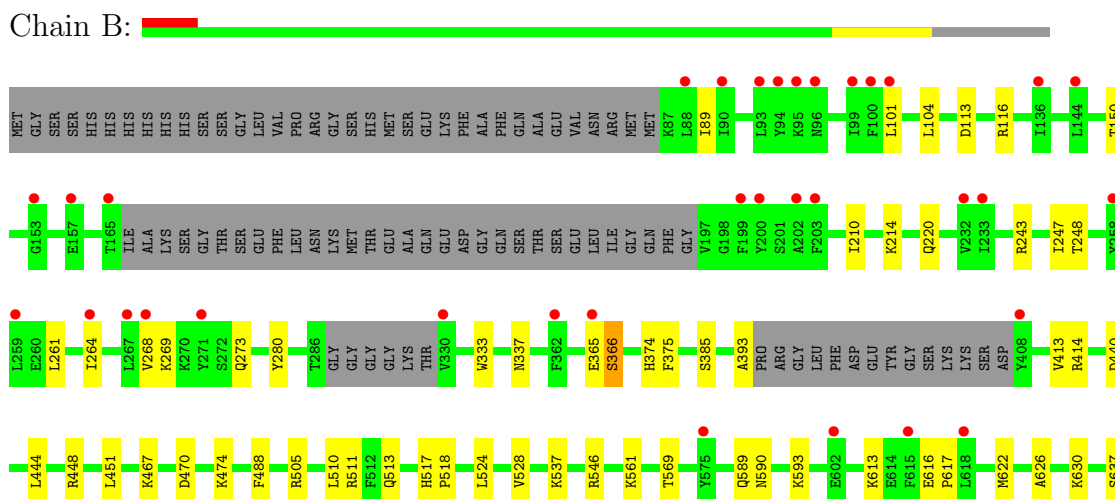 Chain B:
MET GLY SER SER HIS HIS HIS HIS HIS HIS SER SER GLY LEU VAL PRO ARG GLY SER HIS MET SER GLU LYS PHE ALA PHE GLN ALA GLU VAL ASN ARG MET MET K87 L88 I89 I90 L93 Y94 K95 N96 I99 F100 L101 L104 D113 R116 I136 L144 T150
G153 E157 T165 ILE ALA LYS SER GLY THR SER GLU PHE LEU ASN LYS MET THR GLU ALA GLN GLU ASP GLY GLN SER THR SER GLU LEU ILE GLY GLN PHE GLY V197 G198 F199 Y200 S201 A202 F203 I210 K214 Q220 V232 I233 R243 I247 T248 Y258
L259 E260 L261 I264 L267 V268 K269 K270 Y271 S272 Q273 Y280 T286 GLY GLY GLY GLY LYS THR V330 W333 N337 F362 E365 S366 H374 F375 S385 A393 PRO ARG GLY LEU PHE ASP GLU TYR GLY SER LYS LYS SER ASP Y408 V413 R414 D440
L444 R448 L451 K467 D470 K474 F488 R505 L510 R511 F512 Q513 H517 P518 L524 V528 K537 R546 K561 T569 Y575 Q589 N590 K593 E602 K613 E614 F615 E616 P617 L618 M622 A626 K630